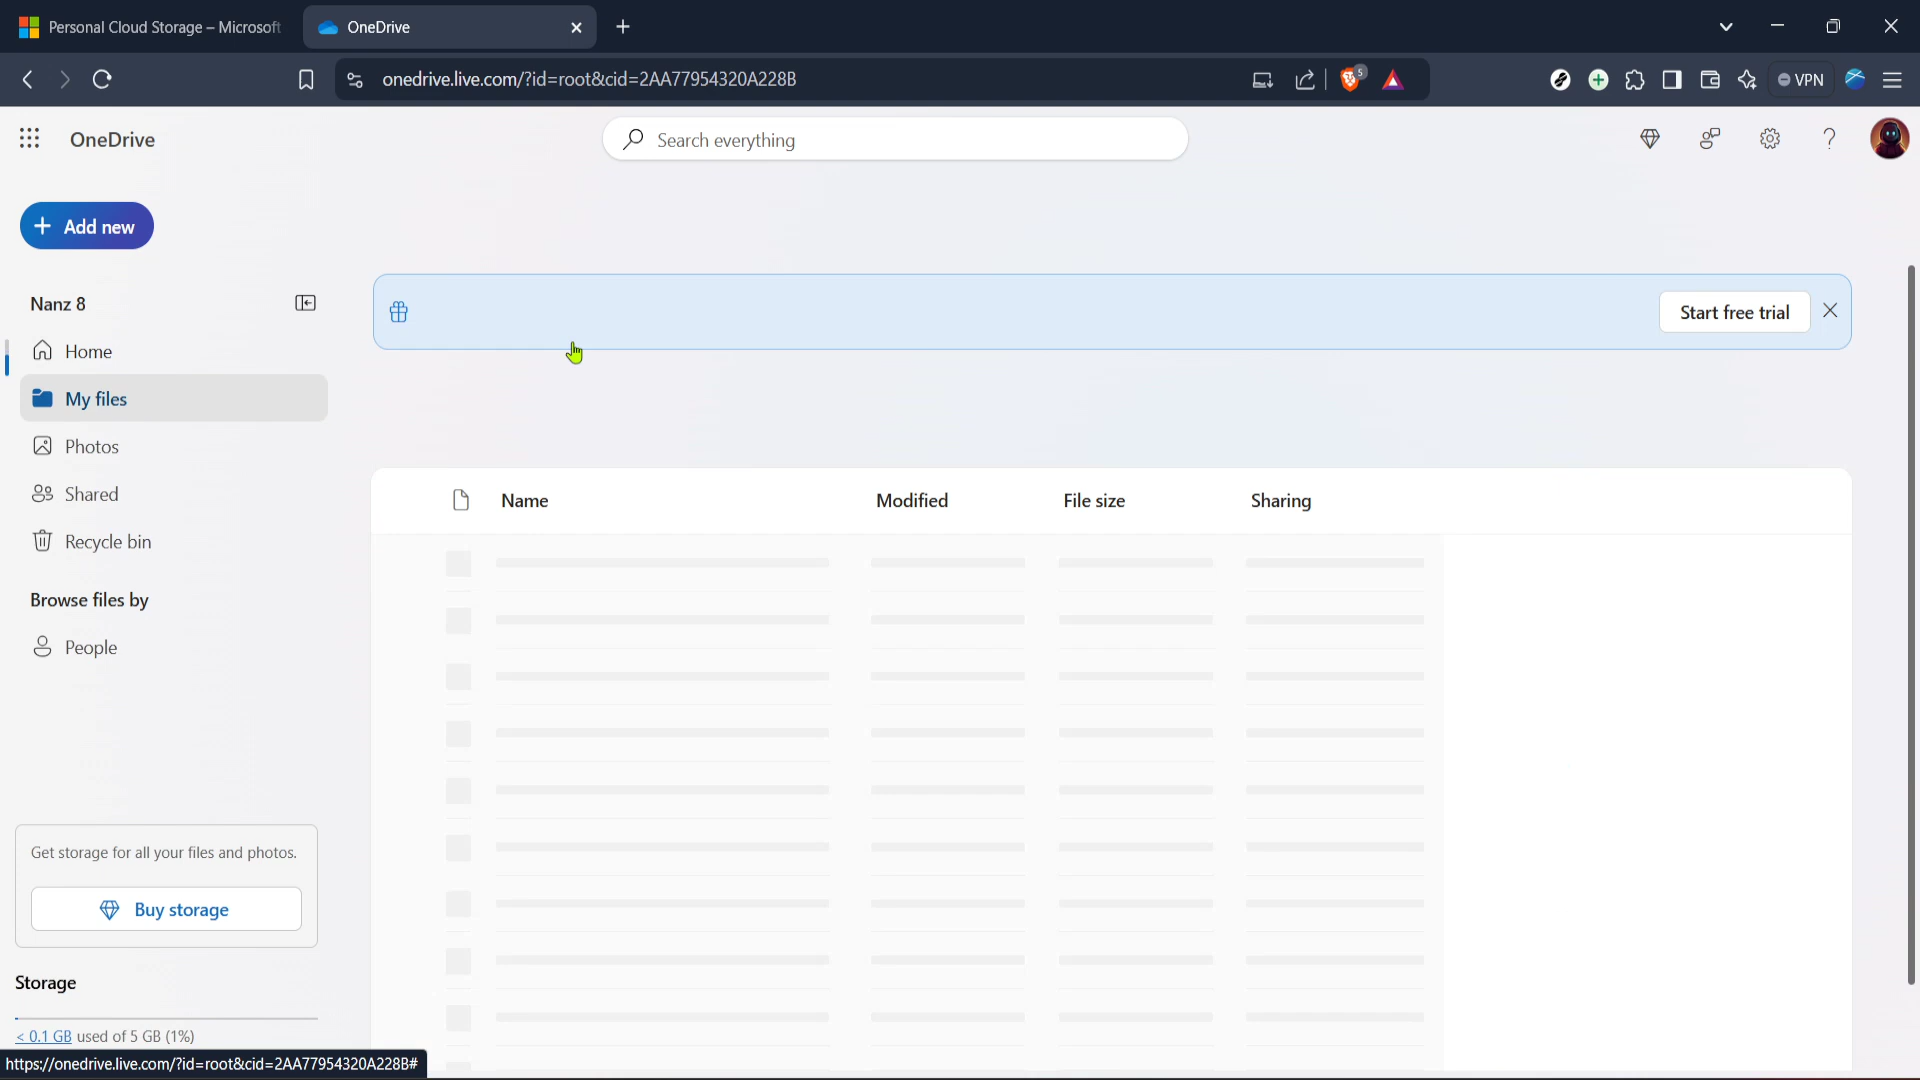 Personal Cloud Storage – Microsoft
OneDrive
onedrive.live.com/?id=root&cid=2AA77954320A228B
5
VPN
OneDrive
Search everything
Add new
Nanz 8
Start free trial
Home
My files
Photos
Shared
Recycle bin
Name Modified File size Sharing
Browse files by
People
Get storage for all your files and photos.
Buy storage
Storage
< 0.1 GB used of 5 GB (1%)
https://onedrive.live.com/?id=root&cid=2AA77954320A228B#